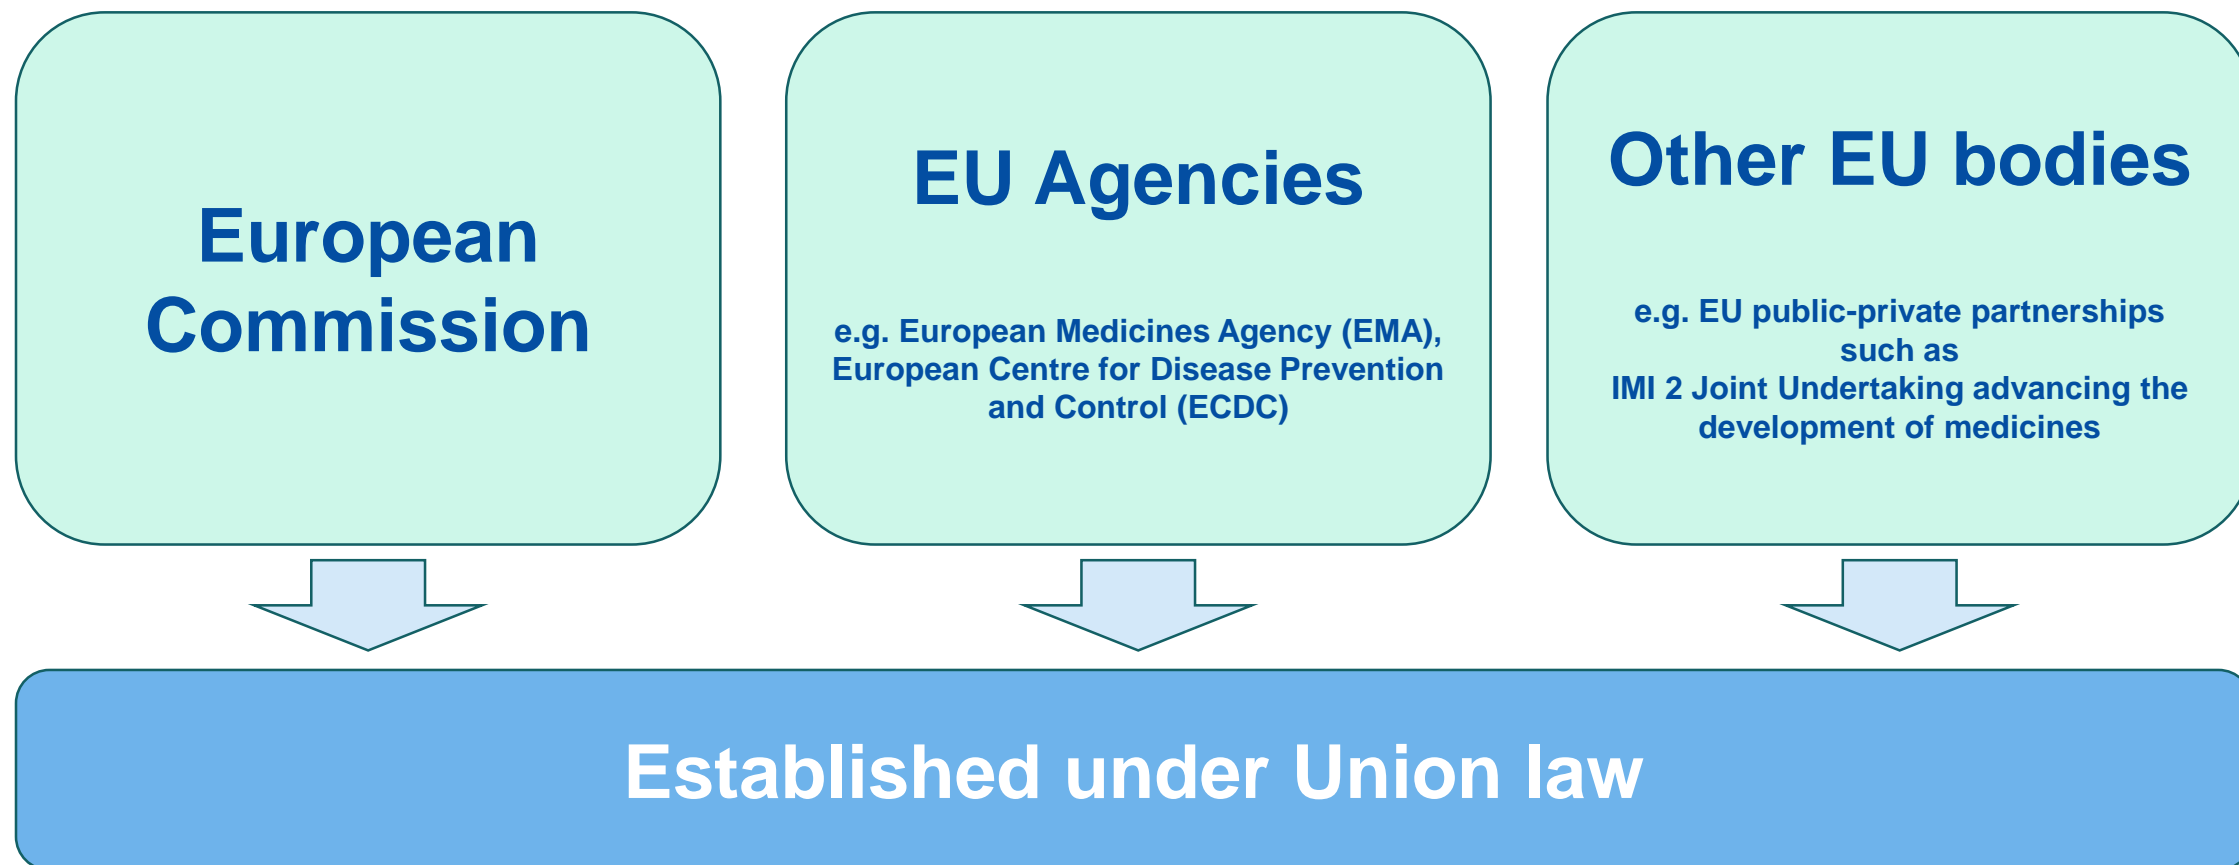 European
Commission
EU Agencies
e.g. European Medicines Agency (EMA),
European Centre for Disease Prevention
and Control (ECDC)
Other EU bodies
e.g. EU public-private partnerships
such as
IMI 2 Joint Undertaking advancing the
development of medicines
Established under Union law